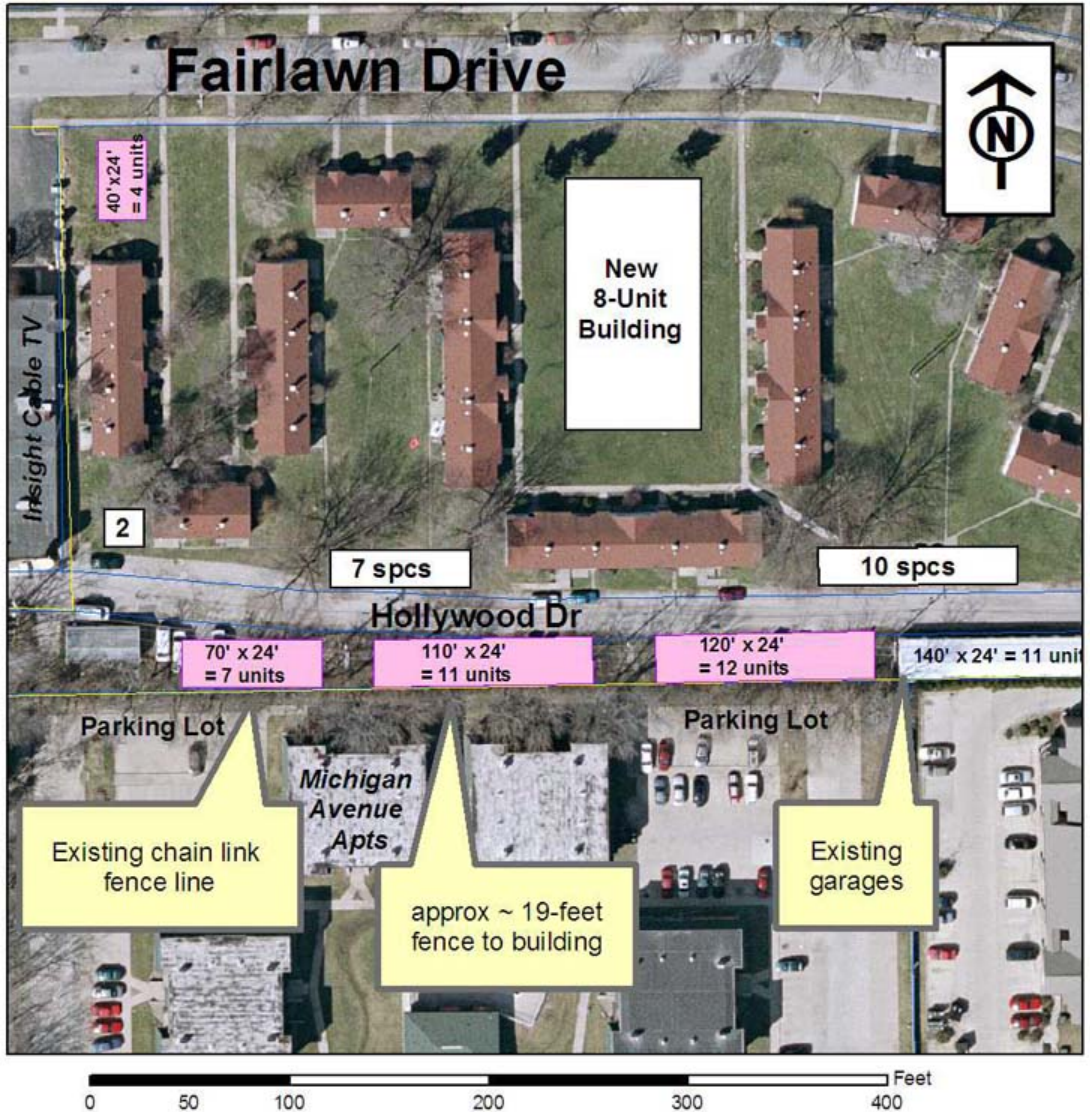 Fairlawn Drive
N
40'x24'
= 4 units
New
8-Unit
Building
Insight Cable TV
2
7 spcs
10 spcs
Hollywood Dr
70' x 24'
= 7 units
110' x 24'
= 11 units
120' x 24'
= 12 units
140' x 24' = 11 unit
Parking Lot
Parking Lot
Michigan
Avenue
Apts
Existing chain link
fence line
approx ~ 19-feet
fence to building
Existing
garages
Feet
0 50 100 200 300 400